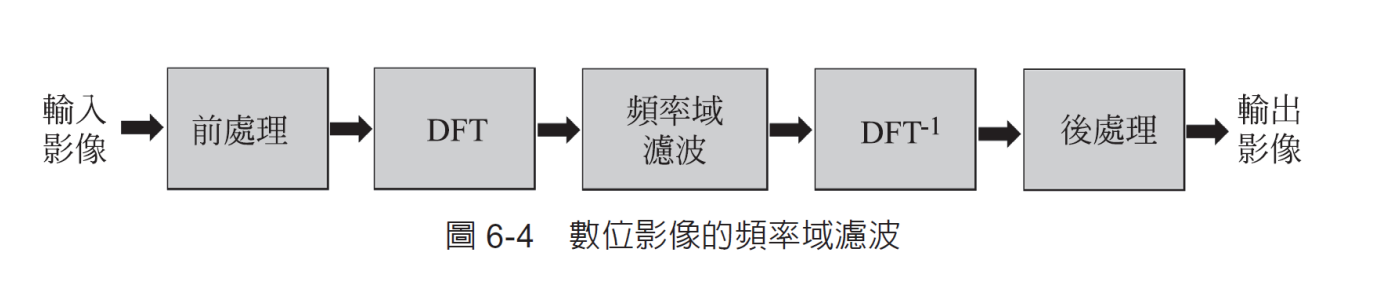 輸入
影像
前處理
DFT
頻率域
濾波
DFT⁻¹
後處理
輸出
影像
圖 6-4 數位影像的頻率域濾波